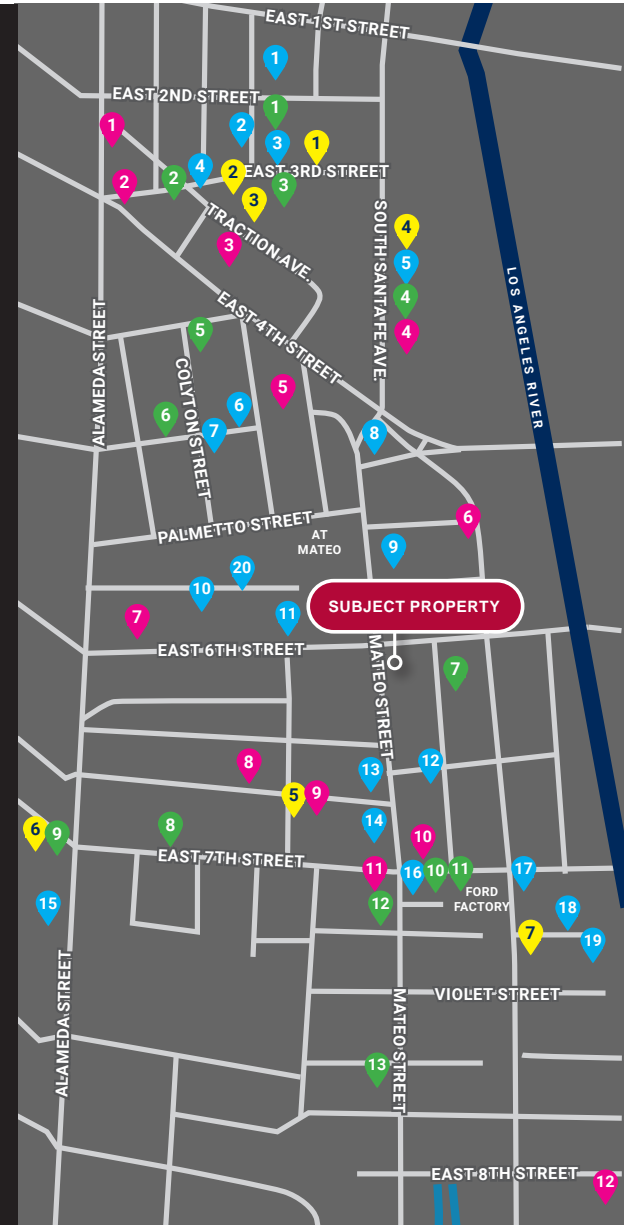 EAST 1ST STREET
1
EAST 2ND STREET
1
1
2
3
1
4
2
EAST 3RD STREET
2
2
3
3
TRACTION AVE.
SOUTH SANTA FE AVE.
4
3
5
LOS ANGELES RIVER
4
EAST 4TH STREET
4
5
ALAMEDA STREET
COLYTON STREET
5
6
6
7
8
6
PALMETTO STREET
AT
MATEO
9
20
10
SUBJECT PROPERTY
11
7
EAST 6TH STREET
MATEO STREET
7
8
12
13
5
9
14
8
6
9
10
EAST 7TH STREET
11
16
10
11
17
FORD
FACTORY
12
15
18
7
19
ALAMEDA STREET
VIOLET STREET
MATEO STREET
13
EAST 8TH STREET
12